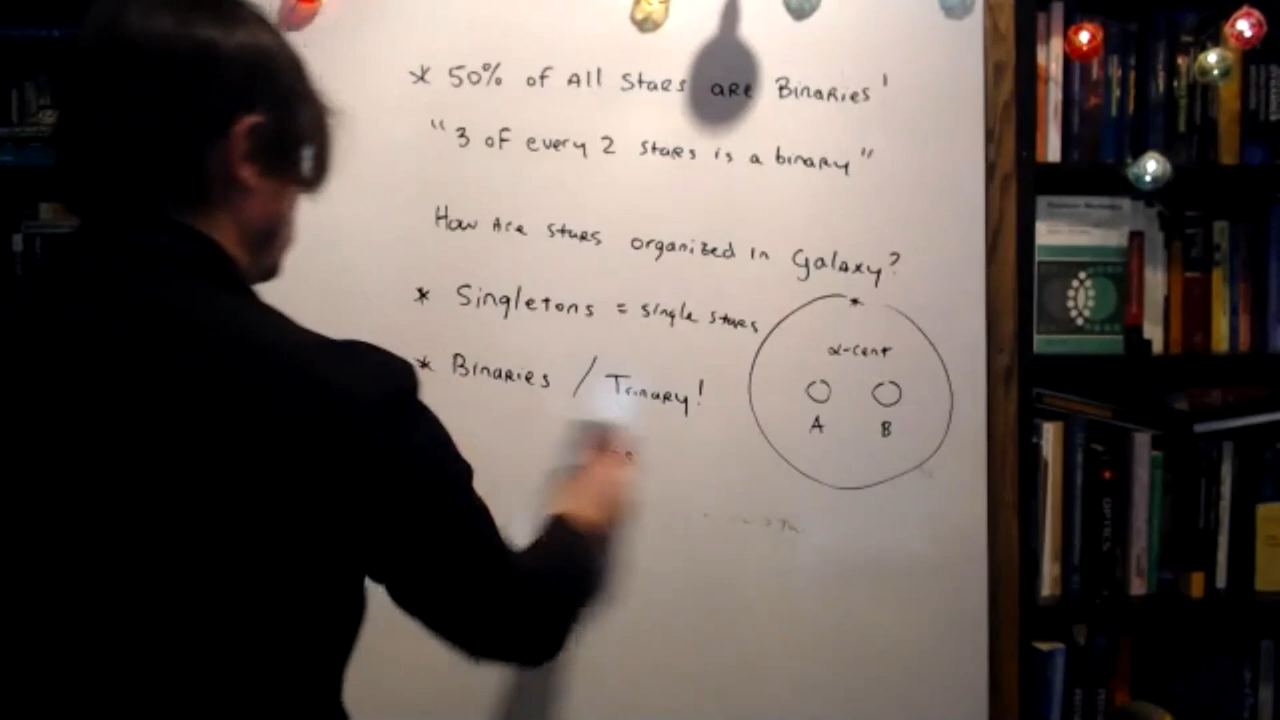 * 50% of All Stars are Binaries'
"3 of every 2 stars is a binary"
How Are stars organized in Galaxy?
* Singletons = single stars
* Binaries / Trinary!
α-cent
A B
OPTICS